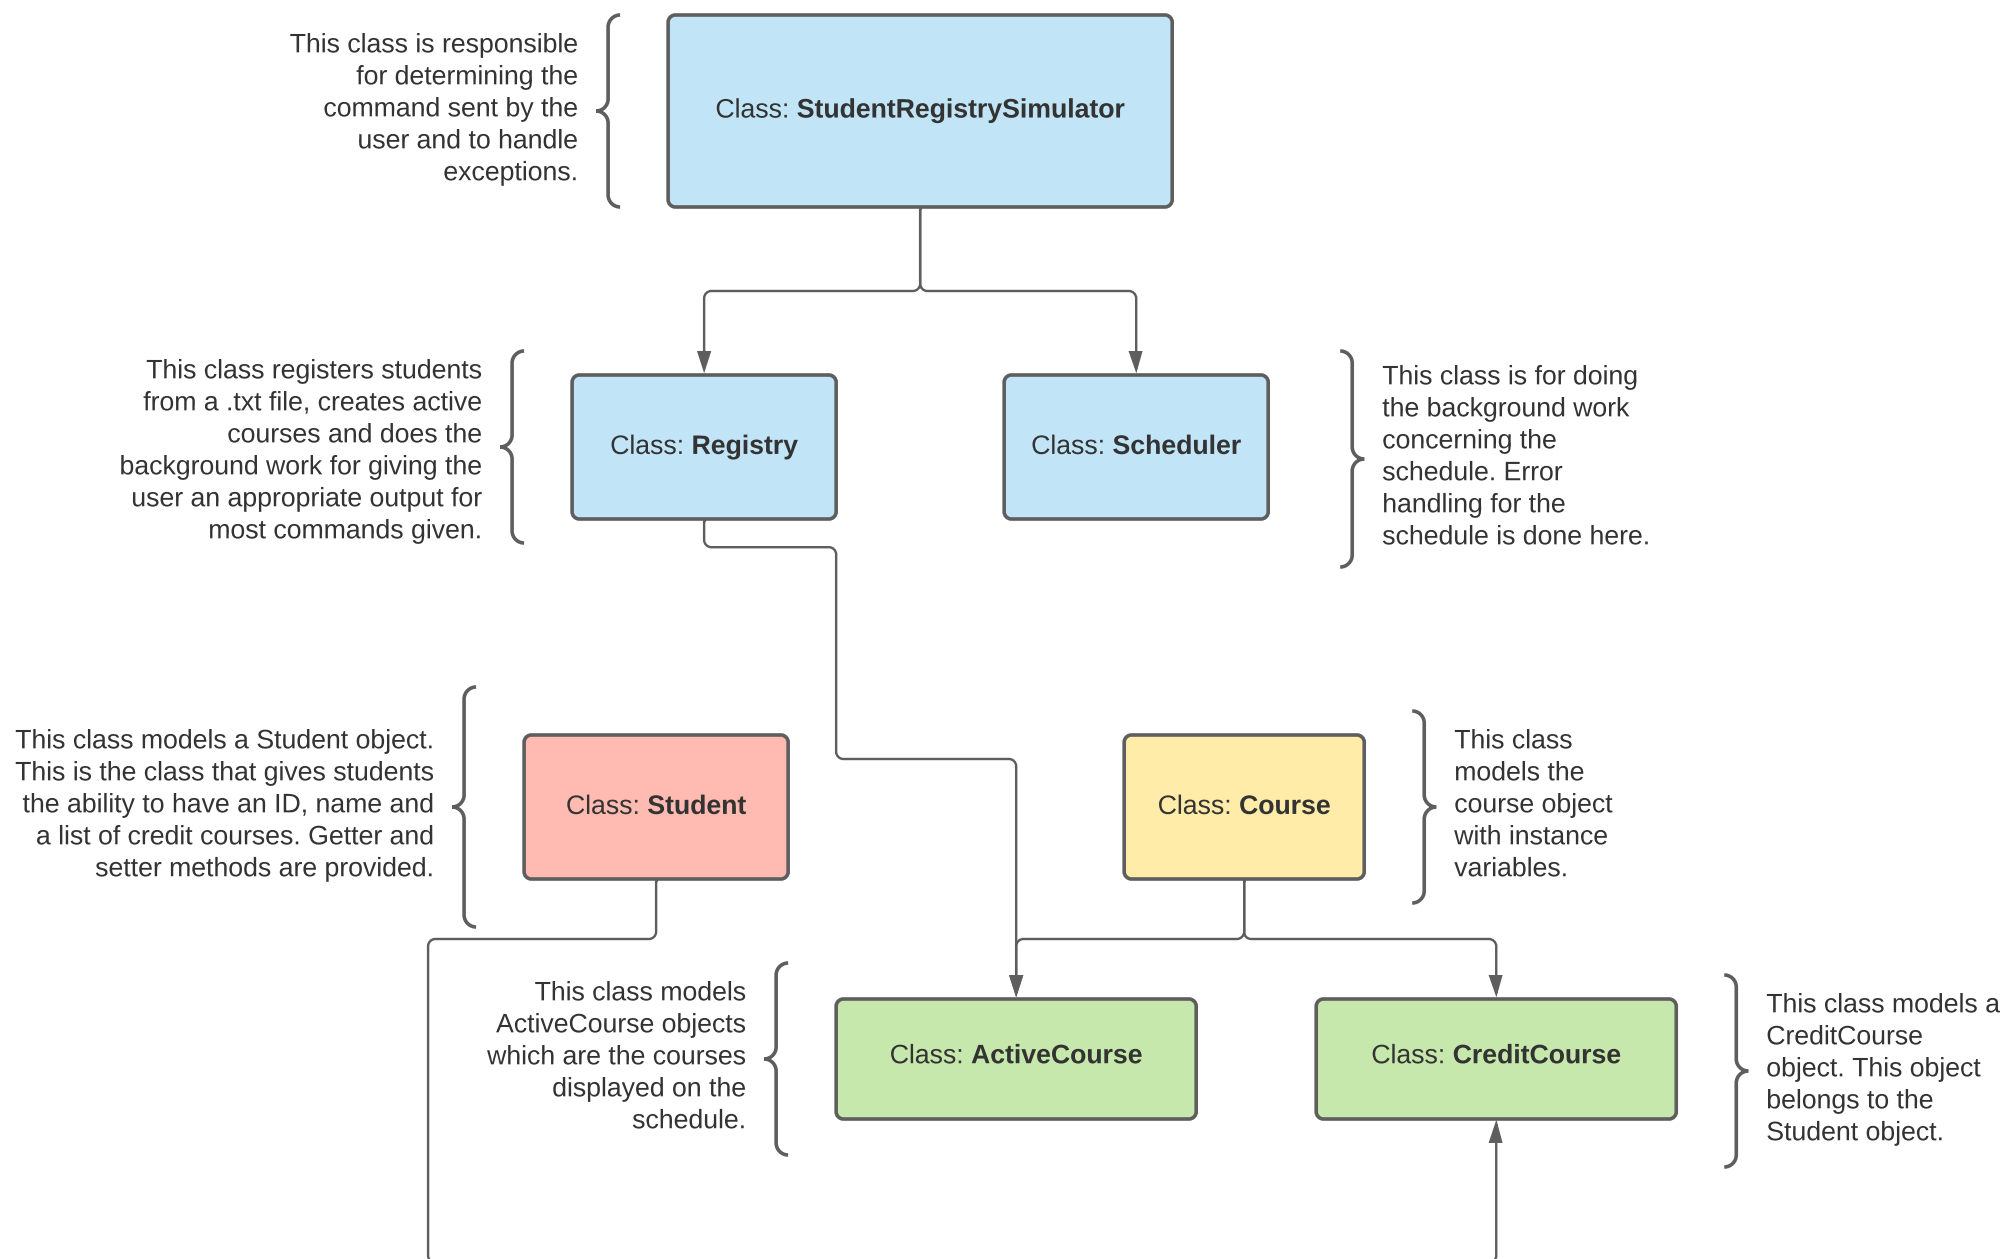 This class is responsible
for determining the
command sent by the
user and to handle
exceptions.
Class: StudentRegistrySimulator
This class registers students
from a .txt file, creates active
courses and does the
background work for giving the
user an appropriate output for
most commands given.
Class: Registry
Class: Scheduler
This class is for doing
the background work
concerning the
schedule. Error
handling for the
schedule is done here.
This class models a Student object.
This is the class that gives students
the ability to have an ID, name and
a list of credit courses. Getter and
setter methods are provided.
Class: Student
Class: Course
This class
models the
course object
with instance
variables.
This class models
ActiveCourse objects
which are the courses
displayed on the
schedule.
Class: ActiveCourse
Class: CreditCourse
This class models a
CreditCourse
object. This object
belongs to the
Student object.